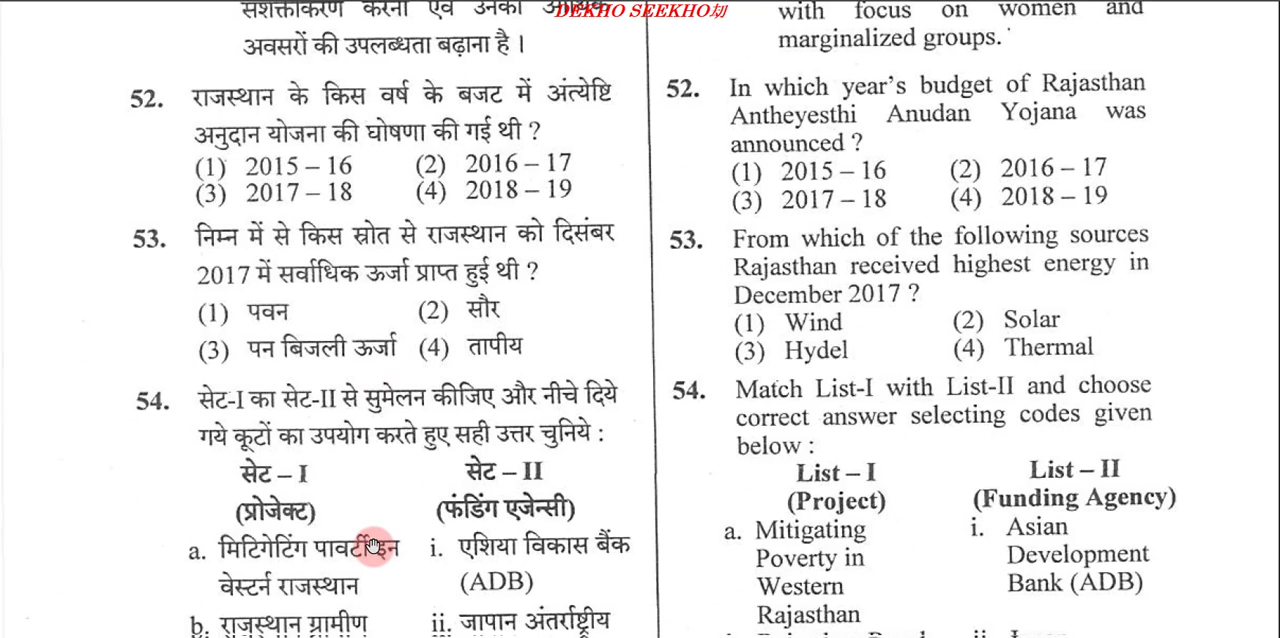 DEKHO SEEKHO
अवसरों की उपलब्धता बढ़ाना है ।
52. राजस्थान के किस वर्ष के बजट में अंत्येष्टि
अनुदान योजना की घोषणा की गई थी ?
(1) 2015 – 16 (2) 2016 – 17
(3) 2017 – 18 (4) 2018 – 19
53. निम्न में से किस स्रोत से राजस्थान को दिसंबर
2017 में सर्वाधिक ऊर्जा प्राप्त हुई थी ?
(1) पवन (2) सौर
(3) पन बिजली ऊर्जा (4) तापीय
54. सेट-I का सेट-II से सुमेलन कीजिए और नीचे दिये
गये कूटों का उपयोग करते हुए सही उत्तर चुनिये :
सेट – I सेट – II
(प्रोजेक्ट) (फंडिंग एजेन्सी)
a. मिटिगेटिंग पावर्टी इन i. एशिया विकास बैंक
वेस्टर्न राजस्थान (ADB)
b. राजस्थान ग्रामीण ii. जापान अंतर्राष्ट्रीय
with focus on women and
marginalized groups.
52. In which year’s budget of Rajasthan
Antheyesthi Anudan Yojana was
announced ?
(1) 2015 – 16 (2) 2016 – 17
(3) 2017 – 18 (4) 2018 – 19
53. From which of the following sources
Rajasthan received highest energy in
December 2017 ?
(1) Wind (2) Solar
(3) Hydel (4) Thermal
54. Match List-I with List-II and choose
correct answer selecting codes given
below :
List – I List – II
(Project) (Funding Agency)
a. Mitigating i. Asian
Poverty in Development
Western Bank (ADB)
Rajasthan